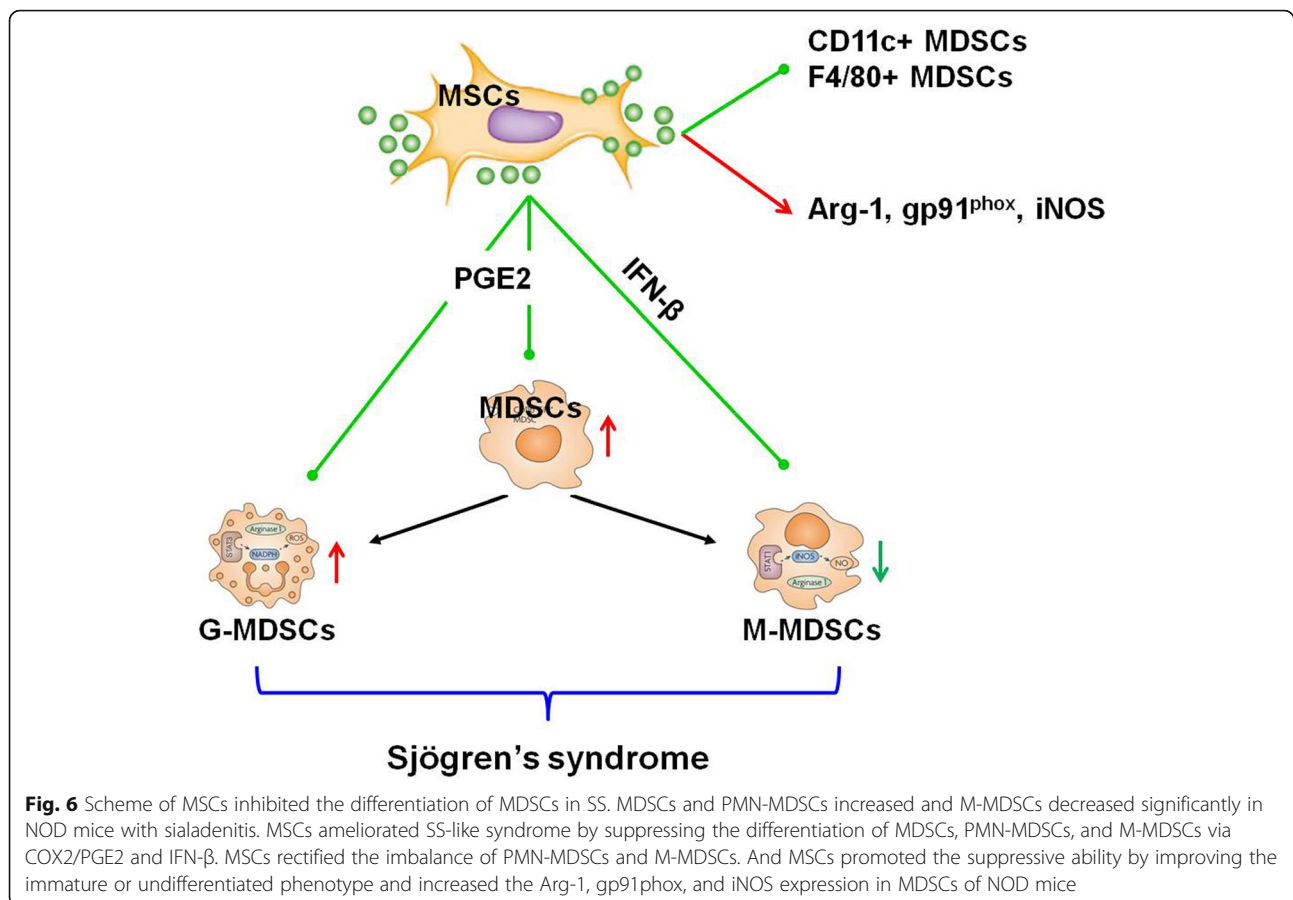 CD11c+ MDSCs
F4/80+ MDSCs
MSCs
Arg-1, gp91phox, iNOS
PGE2
IFN-β
MDSCs
MDSC
Arginase 1
STAT3
NADPH
ROS
STAT1
iNOS
NO
Arginase 1
G-MDSCs
M-MDSCs
Sjögren's syndrome
Fig. 6 Scheme of MSCs inhibited the differentiation of MDSCs in SS. MDSCs and PMN-MDSCs increased and M-MDSCs decreased significantly in
NOD mice with sialadenitis. MSCs ameliorated SS-like syndrome by suppressing the differentiation of MDSCs, PMN-MDSCs, and M-MDSCs via
COX2/PGE2 and IFN-β. MSCs rectified the imbalance of PMN-MDSCs and M-MDSCs. And MSCs promoted the suppressive ability by improving the
immature or undifferentiated phenotype and increased the Arg-1, gp91phox, and iNOS expression in MDSCs of NOD mice